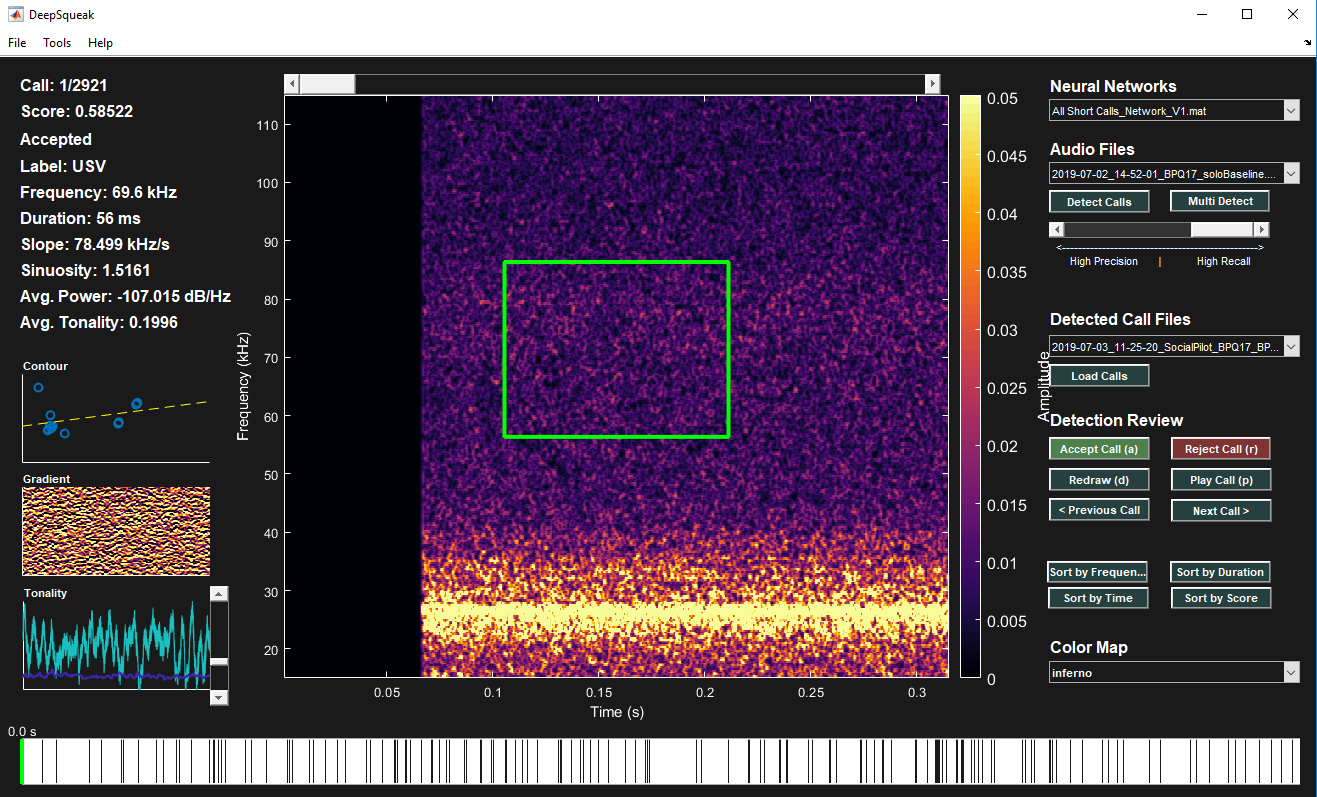 DeepSqueak
File Tools Help
Call: 1/2921
Score: 0.58522
Accepted
Label: USV
Frequency: 69.6 kHz
Duration: 56 ms
Slope: 78.499 kHz/s
Sinuosity: 1.5161
Avg. Power: -107.015 dB/Hz
Avg. Tonality: 0.1996
Contour
Gradient
Tonality
Frequency (kHz)
110
100
90
80
70
60
50
40
30
20
0.05 0.1 0.15 0.2 0.25 0.3
Time (s)
0.05
0.045
0.04
0.035
0.03
0.025
0.02
0.015
0.01
0.005
0
Amplitude
Neural Networks
All Short Calls_Network_V1.mat
Audio Files
2019-07-02_14-52-01_BPQ17_soloBaseline....
Detect Calls Multi Detect
High Precision | High Recall
Detected Call Files
2019-07-03_11-25-20_SocialPilot_BPQ17_BP...
Load Calls
Detection Review
Accept Call (a) Reject Call (r)
Redraw (d) Play Call (p)
< Previous Call Next Call >
Sort by Frequen... Sort by Duration
Sort by Time Sort by Score
Color Map
inferno
0.0 s